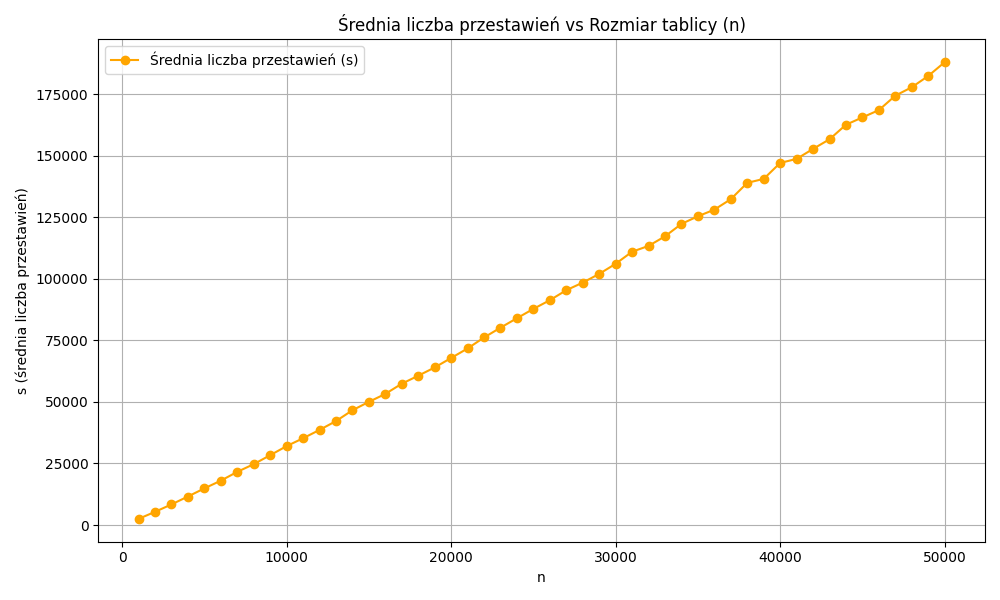 Średnia liczba przestawień vs Rozmiar tablicy (n)
Średnia liczba przestawień (s)
175000
150000
125000
100000
75000
50000
25000
0
s (średnia liczba przestawień)
0 10000 20000 30000 40000 50000
n